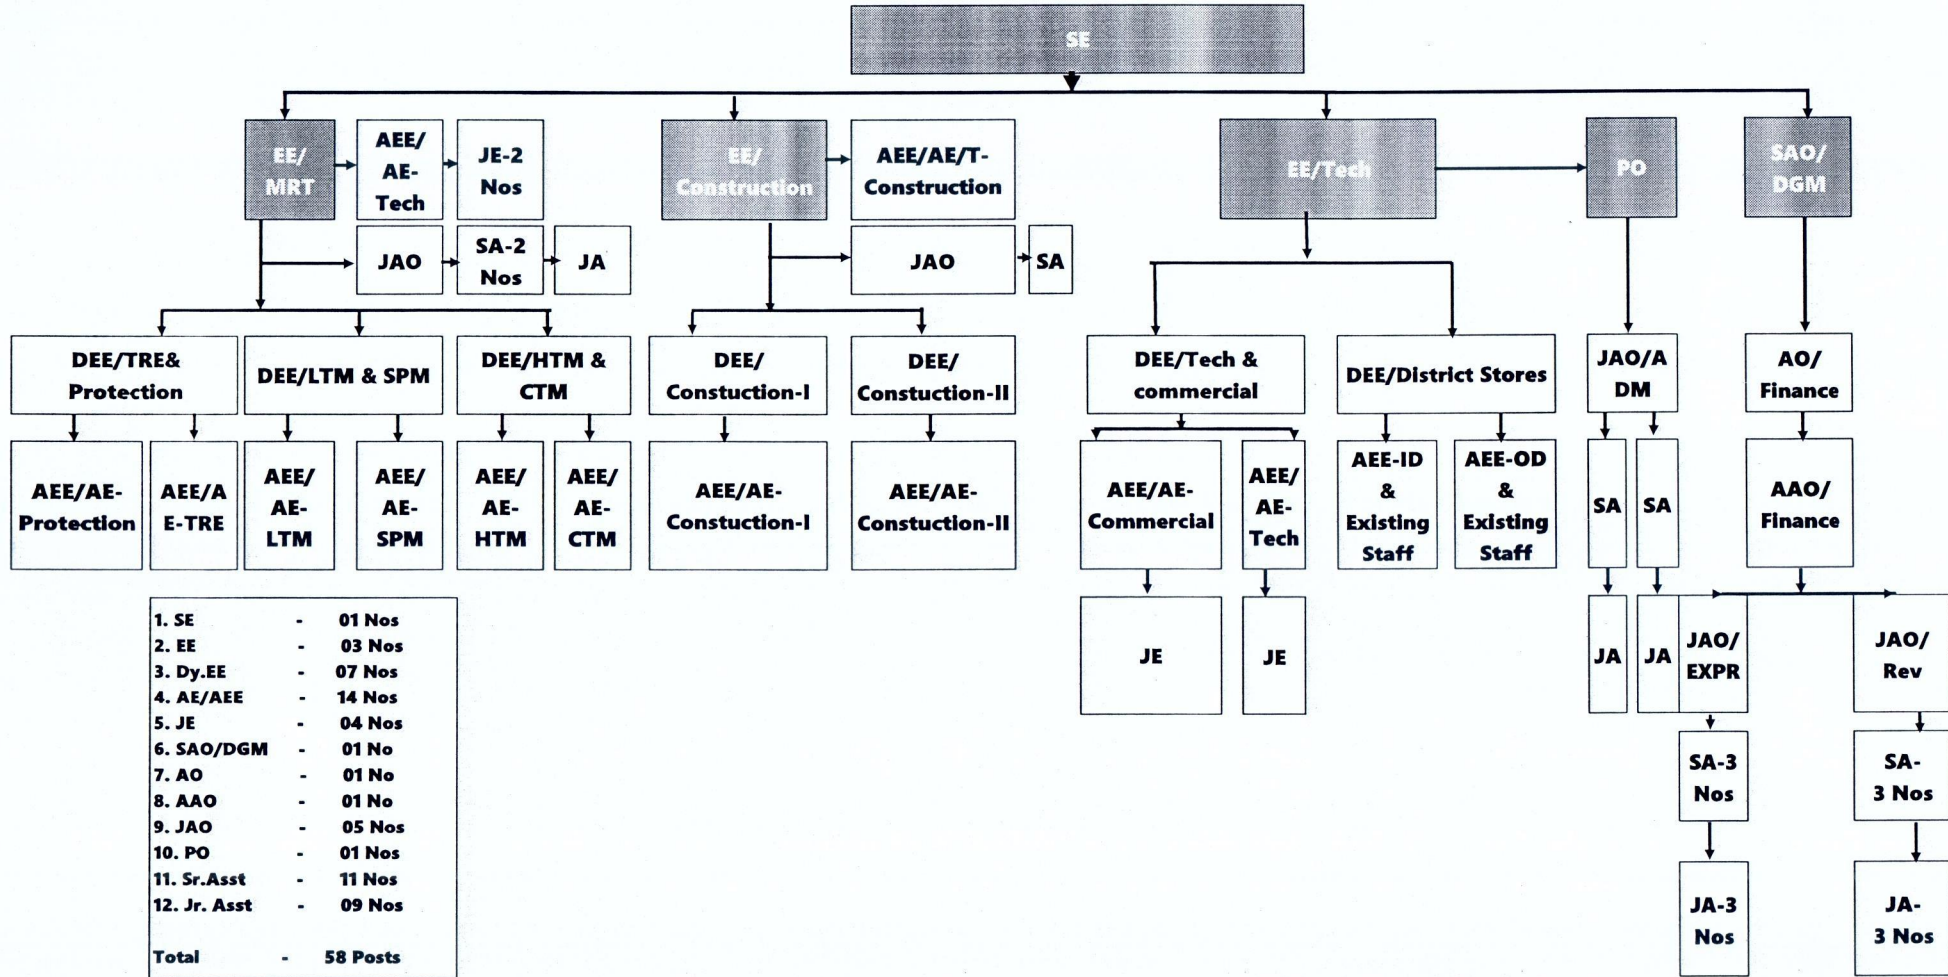 SE
EE/
MRT
AEE/
AE-
Tech
JE-2
Nos
EE/
Construction
AEE/AE/T-
Construction
EE/Tech
PO
SAO/
DGM
JAO
SA-2
Nos
JA
JAO
SA
DEE/TRE&
Protection
DEE/LTM & SPM
DEE/HTM &
CTM
DEE/
Constuction-I
DEE/
Constuction-II
DEE/Tech &
commercial
DEE/District Stores
JAO/A
DM
AO/
Finance
AEE/AE-
Protection
AEE/A
E-TRE
AEE/
AE-
LTM
AEE/
AE-
SPM
AEE/
AE-
HTM
AEE/
AE-
CTM
AEE/AE-
Constuction-I
AEE/AE-
Constuction-II
AEE/AE-
Commercial
AEE/
AE-
Tech
AEE-ID
&
Existing
Staff
AEE-OD
&
Existing
Staff
SA
SA
AAO/
Finance
JE
JE
JA
JA
JAO/
EXPR
JAO/
Rev
SA-3
Nos
SA-
3 Nos
JA-3
Nos
JA-
3 Nos
1. SE - 01 Nos
2. EE - 03 Nos
3. Dy.EE - 07 Nos
4. AE/AEE - 14 Nos
5. JE - 04 Nos
6. SAO/DGM - 01 No
7. AO - 01 No
8. AAO - 01 No
9. JAO - 05 Nos
10. PO - 01 Nos
11. Sr.Asst - 11 Nos
12. Jr. Asst - 09 Nos
Total - 58 Posts